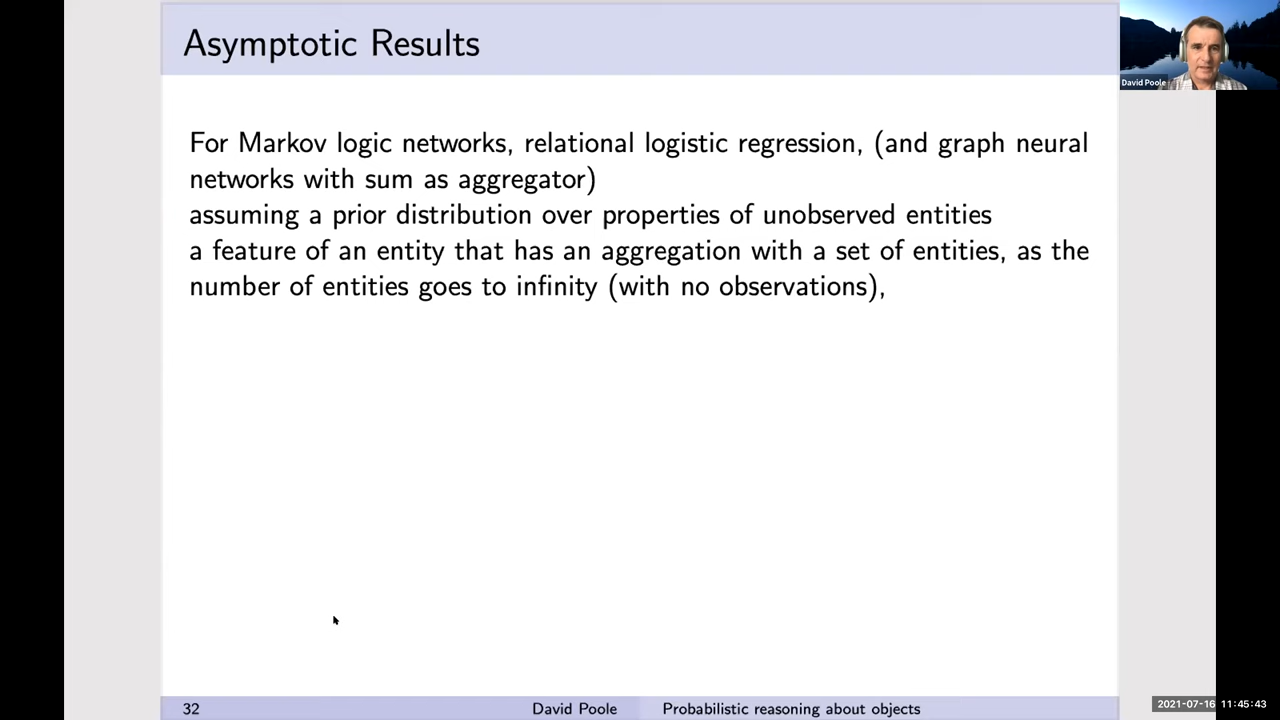 Asymptotic Results
David Poole
For Markov logic networks, relational logistic regression, (and graph neural
networks with sum as aggregator)
assuming a prior distribution over properties of unobserved entities
a feature of an entity that has an aggregation with a set of entities, as the
number of entities goes to infinity (with no observations),
32 David Poole Probabilistic reasoning about objects
2021-07-16 11:45:43